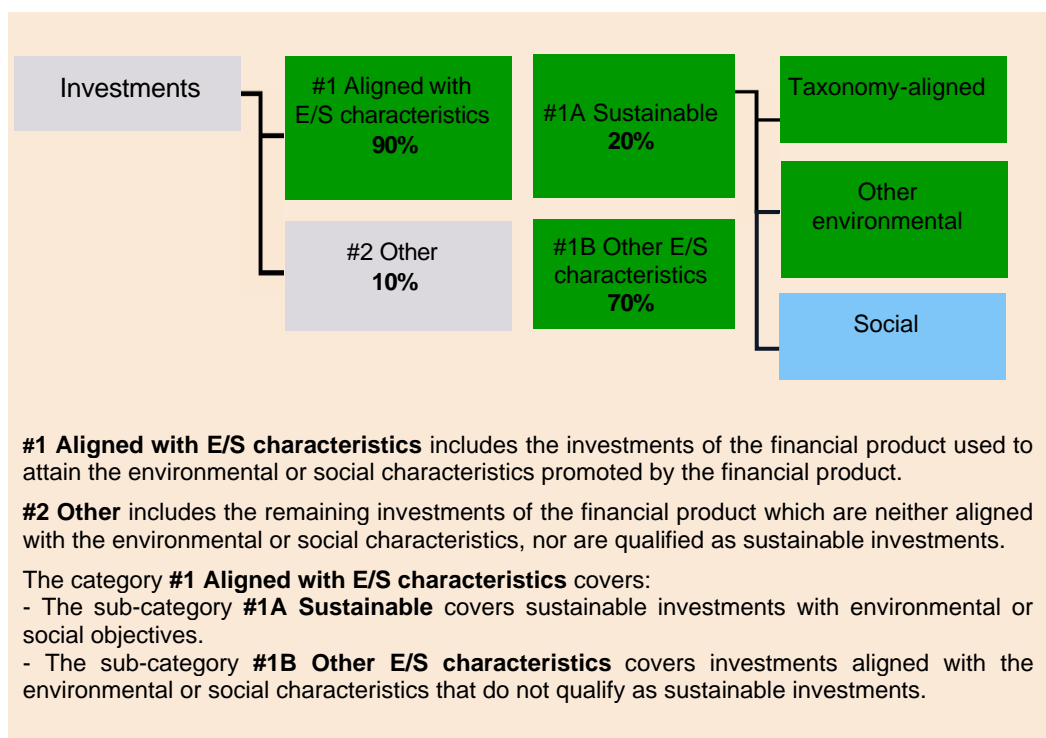 Investments
#1 Aligned with
E/S characteristics
90%
#2 Other
10%
#1A Sustainable
20%
#1B Other E/S
characteristics
70%
Taxonomy-aligned
Other
environmental
Social
#1 Aligned with E/S characteristics includes the investments of the financial product used to
attain the environmental or social characteristics promoted by the financial product.
#2 Other includes the remaining investments of the financial product which are neither aligned
with the environmental or social characteristics, nor are qualified as sustainable investments.
The category #1 Aligned with E/S characteristics covers:
- The sub-category #1A Sustainable covers sustainable investments with environmental or
social objectives.
- The sub-category #1B Other E/S characteristics covers investments aligned with the
environmental or social characteristics that do not qualify as sustainable investments.